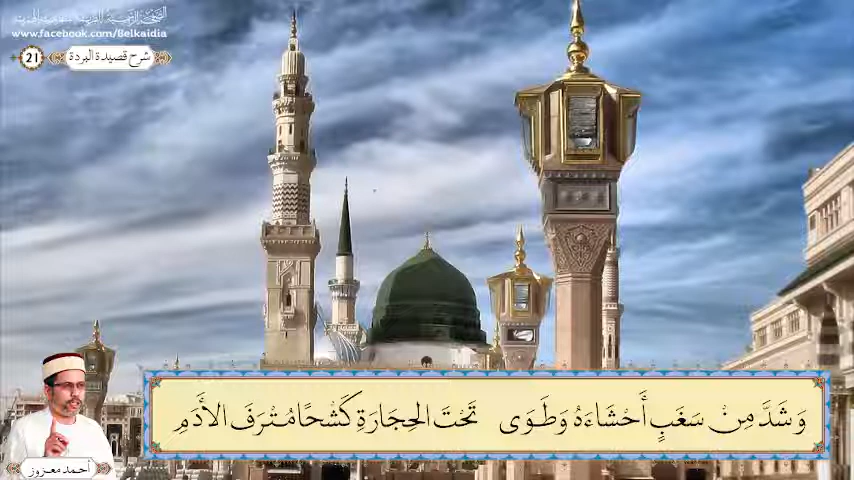 www.facebook.com/Belkaidia
21 شرح قصيدة البردة
وَشَدَّ مِنْ سَغَبٍ أَحْشَاءَهُ وَطَوَى تَحْتَ الحِجَارَةِ كَشْحًا مُتْرَفَ الأَدَمِ
أحمد معزوز